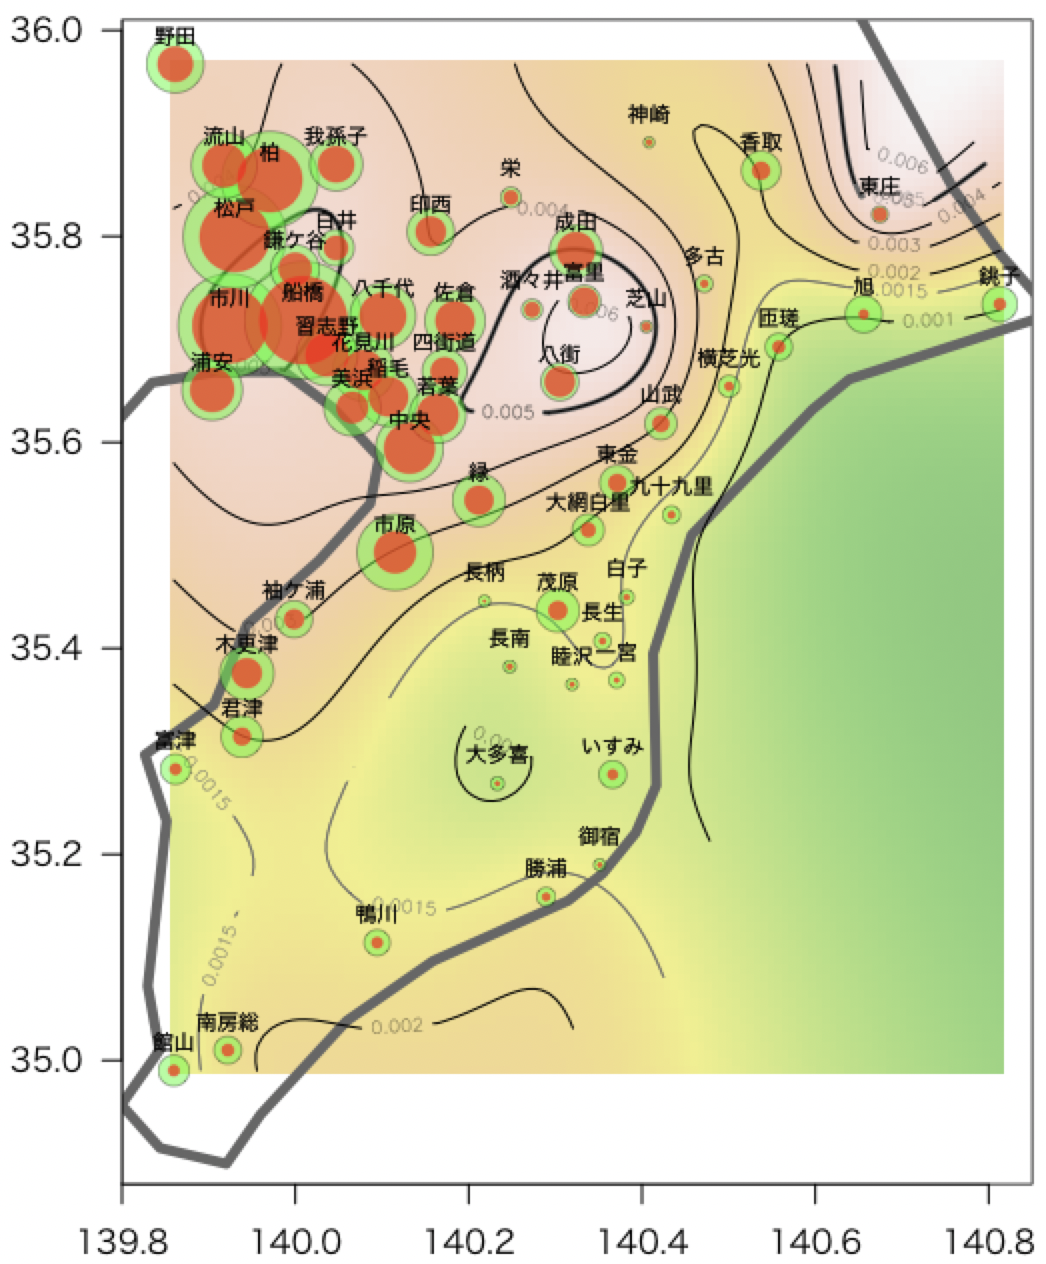 36.0
野田
神崎
流山
柏
我孫子
香取
0.006
栄
0.004
印西
東庄
0.004
松戸
白井
成田
0.003
35.8
鎌ケ谷
多古
0.002
酒々井
富里
銚子
市川
船橋
八千代
佐倉
芝山
旭
0.0015
習志野
花見川
四街道
匝瑳
0.001
浦安
美浜
稲毛
若葉
八街
横芝光
0.005
山武
中央
35.6
緑
東金
九十九里
大網白里
市原
長柄
茂原
白子
袖ケ浦
長生
35.4
木更津
長南
睦沢
一宮
君津
富津
0.0015
大多喜
いすみ
35.2
御宿
勝浦
鴨川
0.0015
0.0015
南房総
0.002
館山
35.0
139.8
140.0
140.2
140.4
140.6
140.8